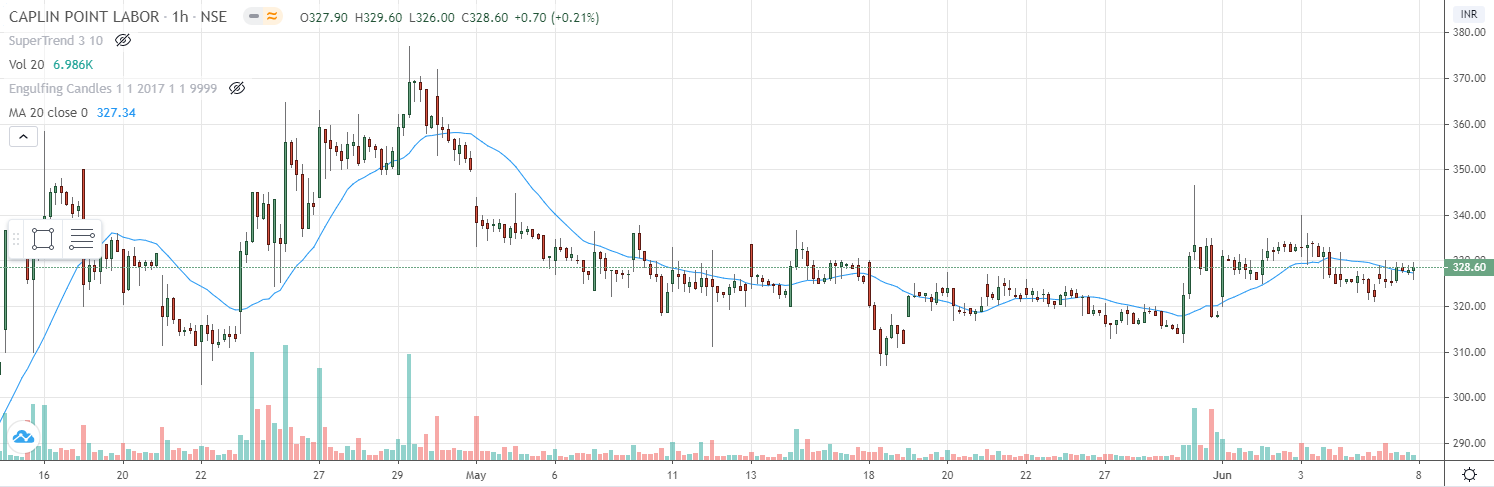 CAPLIN POINT LABOR · 1h · NSE O327.90 H329.60 L326.00 C328.60 +0.70 (+0.21%)
INR
SuperTrend 3 10
Vol 20 6.986K
Engulfing Candles 1 1 2017 1 1 9999
MA 20 close 0 327.34
380.00
370.00
360.00
350.00
340.00
330.00
328.60
320.00
310.00
300.00
290.00
16 20 22 27 29 May 6 11 13 18 20 22 27 Jun 3 8